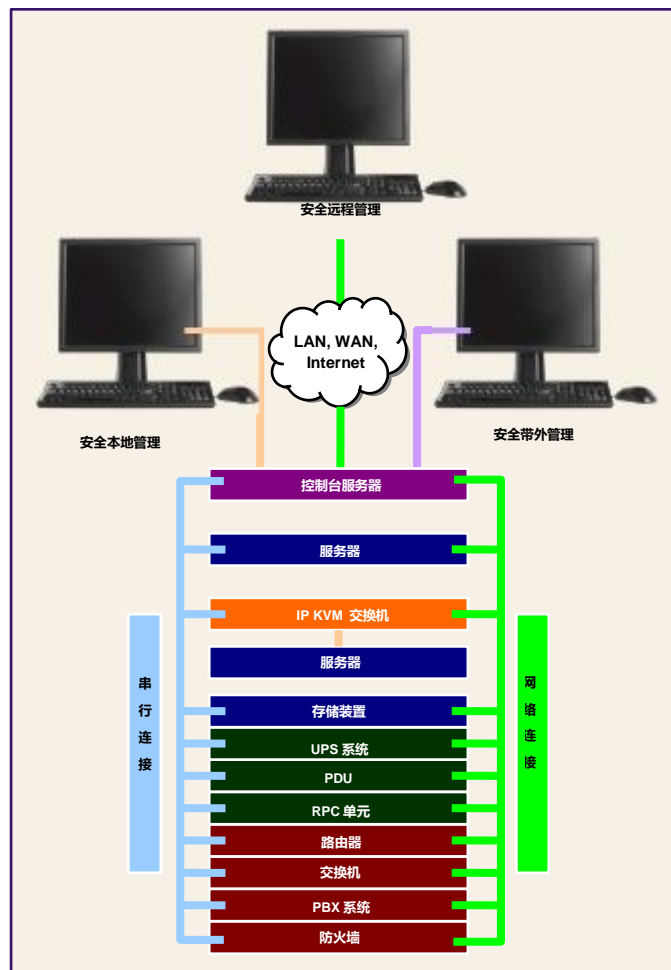 安全远程管理
LAN, WAN,
Internet
安全本地管理
安全带外管理
控制台服务器
服务器
IP KVM 交换机
服务器
存储装置
UPS 系统
PDU
RPC 单元
路由器
交换机
PBX 系统
防火墙
串
行
连
接
网
络
连
接